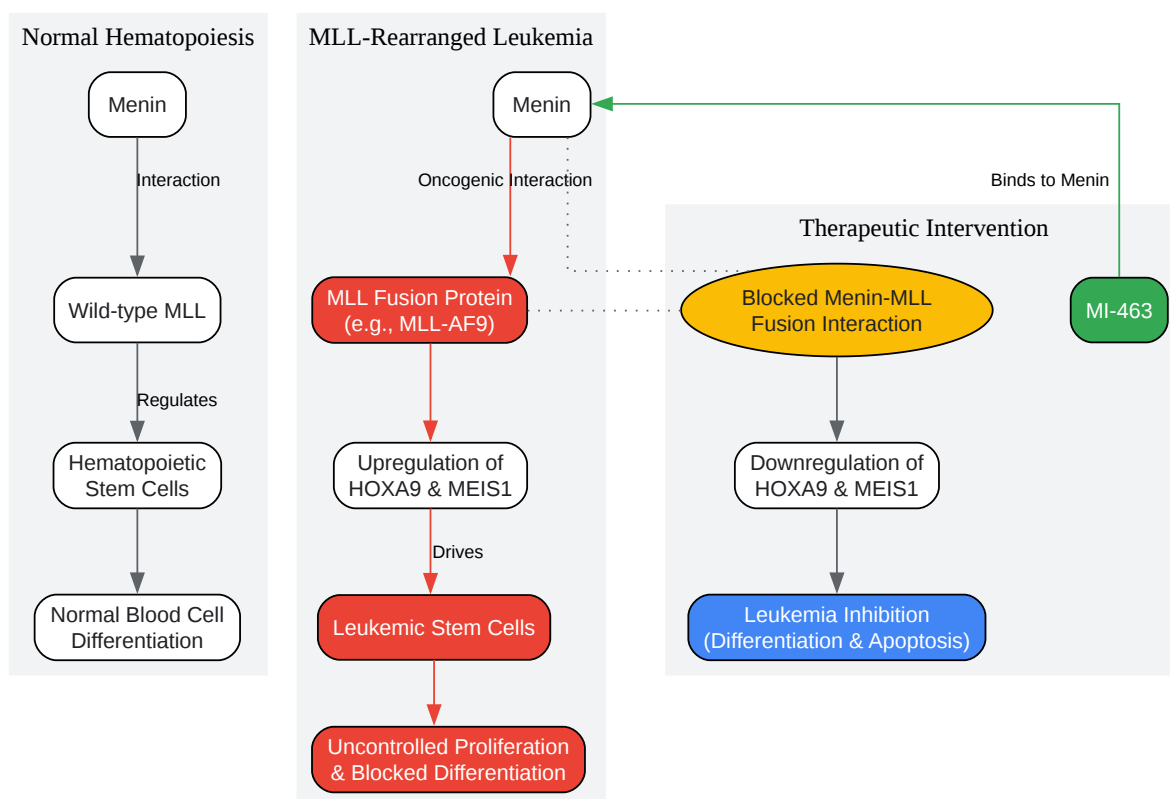 Normal Hematopoiesis
Menin
Interaction
Wild-type MLL
Regulates
Hematopoietic
Stem Cells
Normal Blood Cell
Differentiation
MLL-Rearranged Leukemia
Menin
Oncogenic Interaction
MLL Fusion Protein
(e.g., MLL-AF9)
Upregulation of
HOXA9 & MEIS1
Drives
Leukemic Stem Cells
Uncontrolled Proliferation
& Blocked Differentiation
Binds to Menin
Therapeutic Intervention
Blocked Menin-MLL
Fusion Interaction
MI-463
Downregulation of
HOXA9 & MEIS1
Leukemia Inhibition
(Differentiation & Apoptosis)